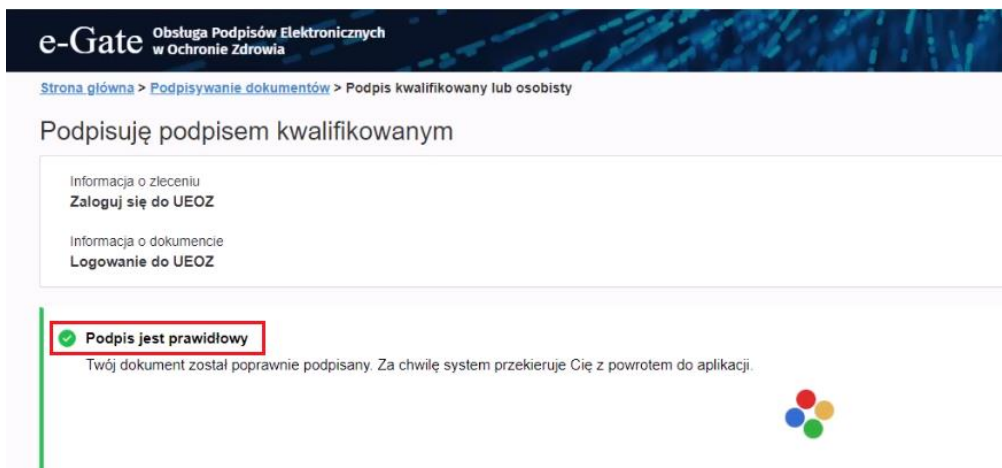 e-Gate Obsługa Podpisów Elektronicznych
w Ochronie Zdrowia
Strona główna > Podpisywanie dokumentów > Podpis kwalifikowany lub osobisty
Podpisuję podpisem kwalifikowanym
Informacja o zleceniu
Zaloguj się do UEOZ
Informacja o dokumencie
Logowanie do UEOZ
Podpis jest prawidłowy
Twój dokument został poprawnie podpisany. Za chwilę system przekieruje Cię z powrotem do aplikacji.